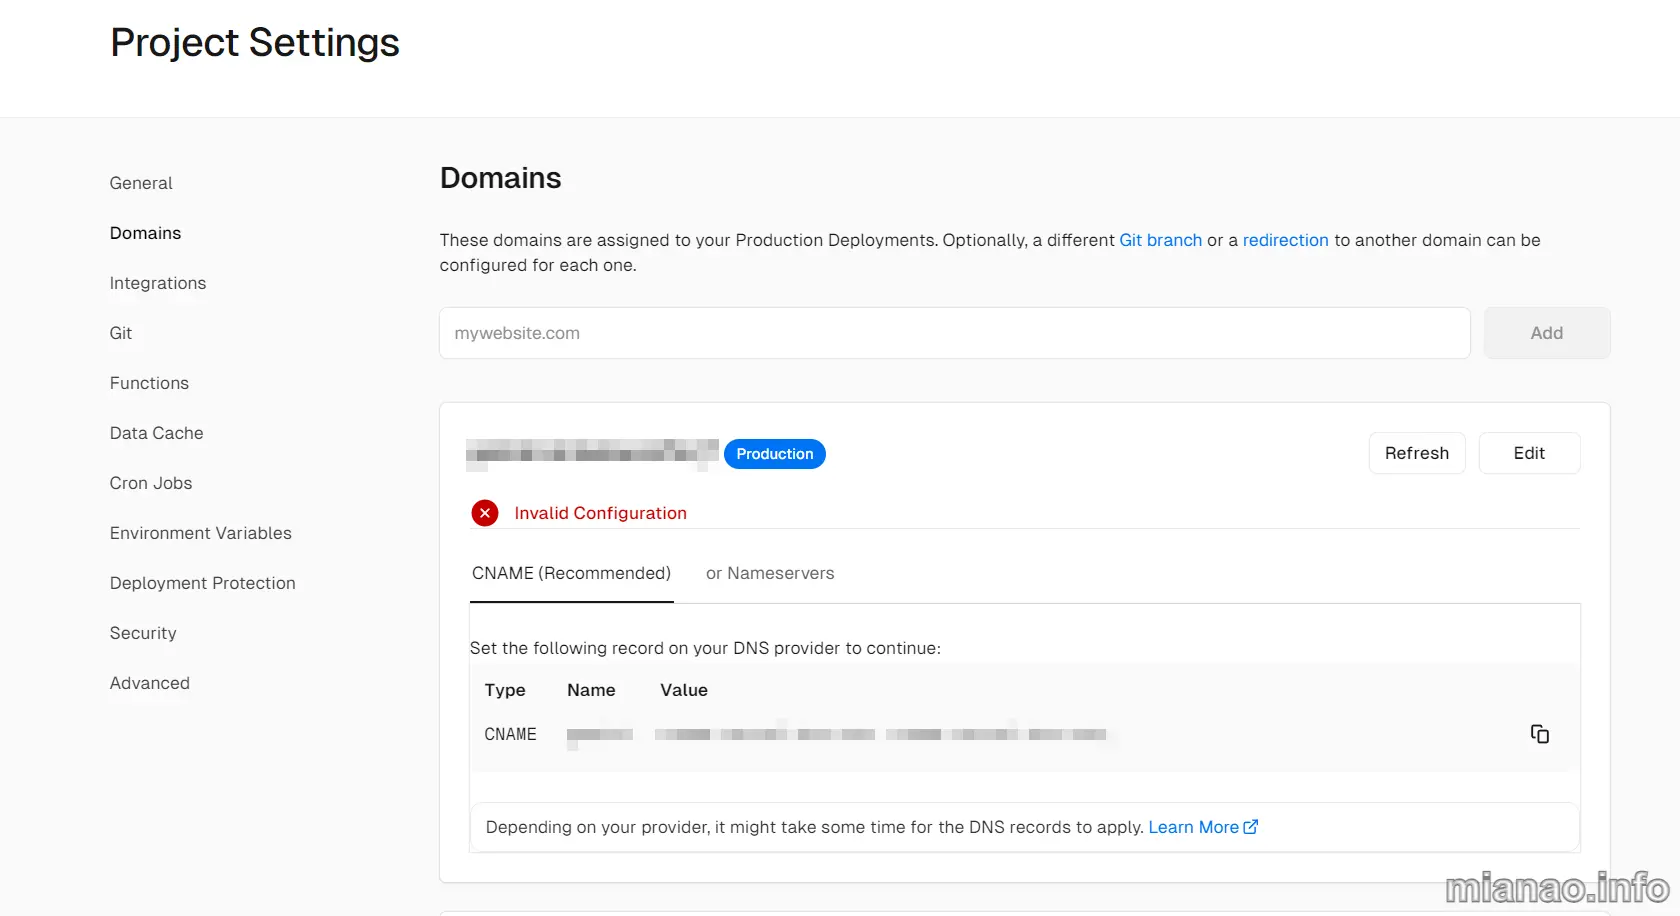 Project Settings
General
Domains
Integrations
Git
Functions
Data Cache
Cron Jobs
Environment Variables
Deployment Protection
Security
Advanced
Domains
These domains are assigned to your Production Deployments. Optionally, a different Git branch or a redirection to another domain can be
configured for each one.
mywebsite.com
Add
Production
Refresh
Edit
Invalid Configuration
CNAME (Recommended)
or Nameservers
Set the following record on your DNS provider to continue:
Type Name Value
CNAME
Depending on your provider, it might take some time for the DNS records to apply. Learn More
mianao.info